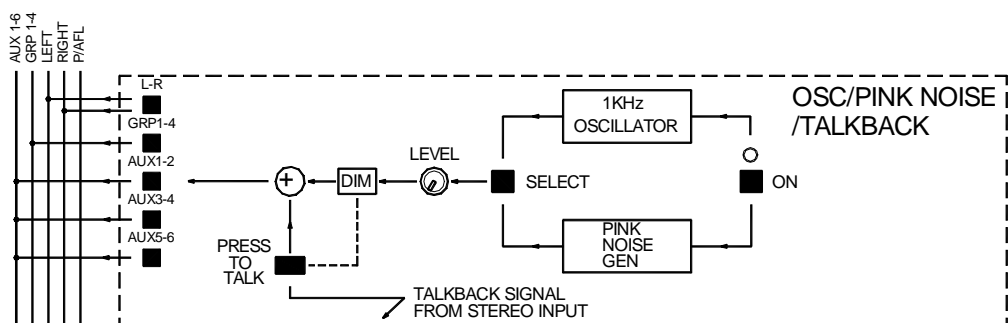 AUX 1-6
GRP 1-4
LEFT
RIGHT
P/AFL
L-R
GRP1-4
AUX1-2
AUX3-4
AUX5-6
OSC/PINK NOISE
/TALKBACK
1KHz
OSCILLATOR
LEVEL
DIM
SELECT
ON
PINK
NOISE
GEN
PRESS
TO
TALK
TALKBACK SIGNAL
FROM STEREO INPUT